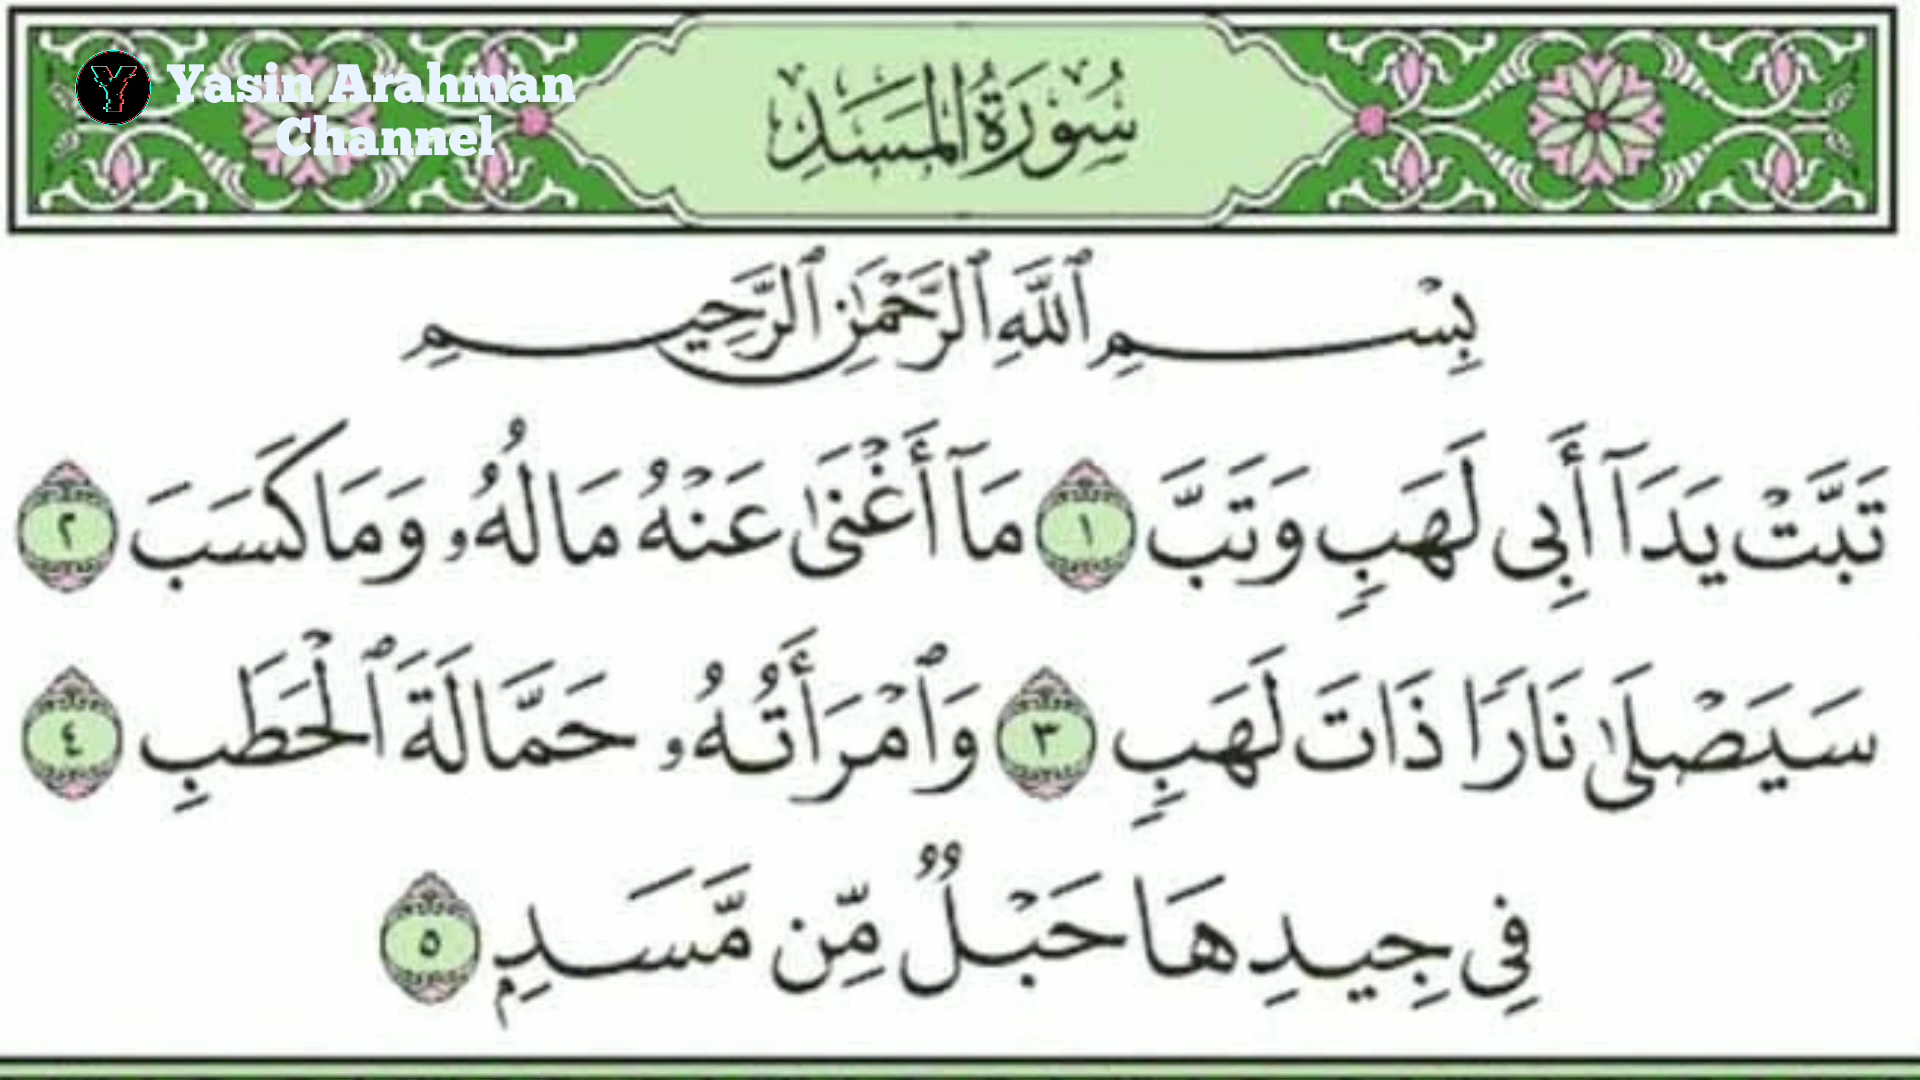 Yasin Arahman
Channel
سُورَةُ المَسَدِ
بِسۡمِ ٱللَّهِ ٱلرَّحۡمَٰنِ ٱلرَّحِيمِ
تَبَّتۡ يَدَآ أَبِي لَهَبٖ وَتَبَّ ١ مَآ أَغۡنَىٰ عَنۡهُ مَالُهُۥ وَمَا كَسَبَ ٢
سَيَصۡلَىٰ نَارٗا ذَاتَ لَهَبٖ ٣ وَٱمۡرَأَتُهُۥ حَمَّالَةَ ٱلۡحَطَبِ ٤
فِي جِيدِهَا حَبۡلٞ مِّن مَّسَدِۭ ٥